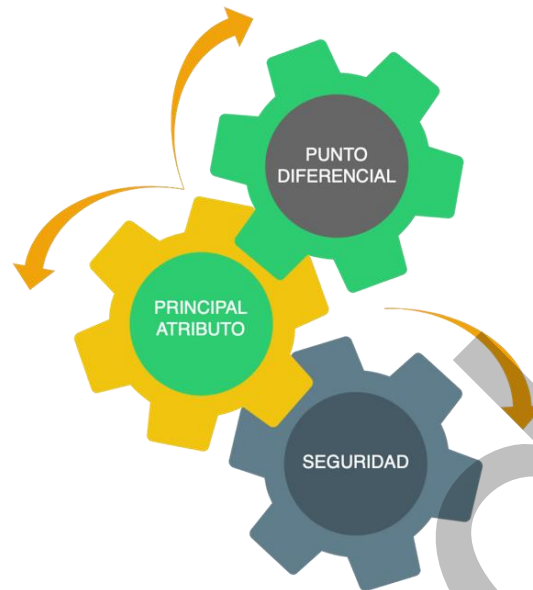 PUNTO
DIFERENCIAL
PRINCIPAL
ATRIBUTO
SEGURIDAD